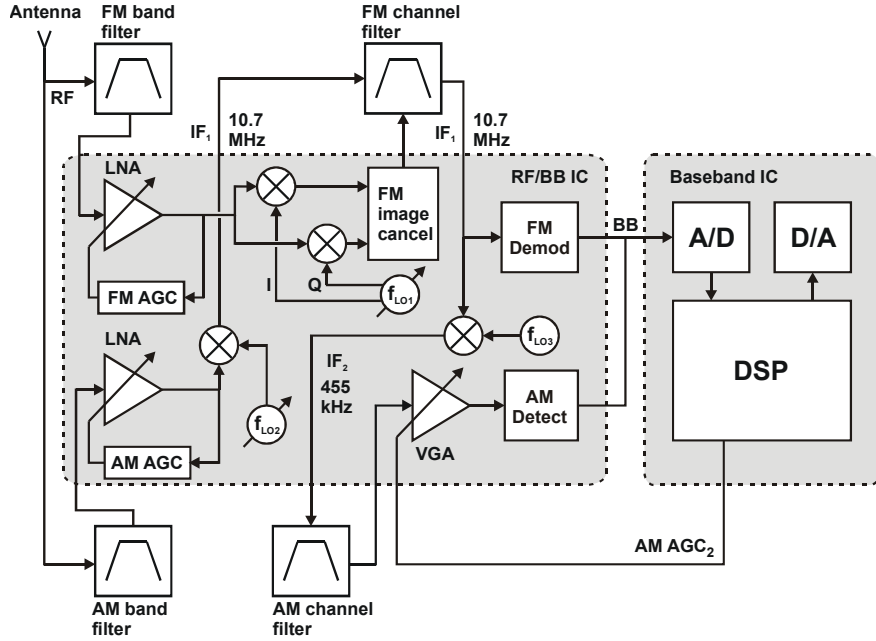 Antenna
FM band
filter
FM channel
filter
RF
IF₁
10.7
MHz
IF₁
10.7
MHz
LNA
RF/BB IC
Baseband IC
FM
image
cancel
FM
Demod
BB
A/D
D/A
FM AGC
I
Q
fLO1
LNA
fLO3
IF₂
455
kHz
DSP
AM
Detect
fLO2
AM AGC
VGA
AM AGC₂
AM band
filter
AM channel
filter